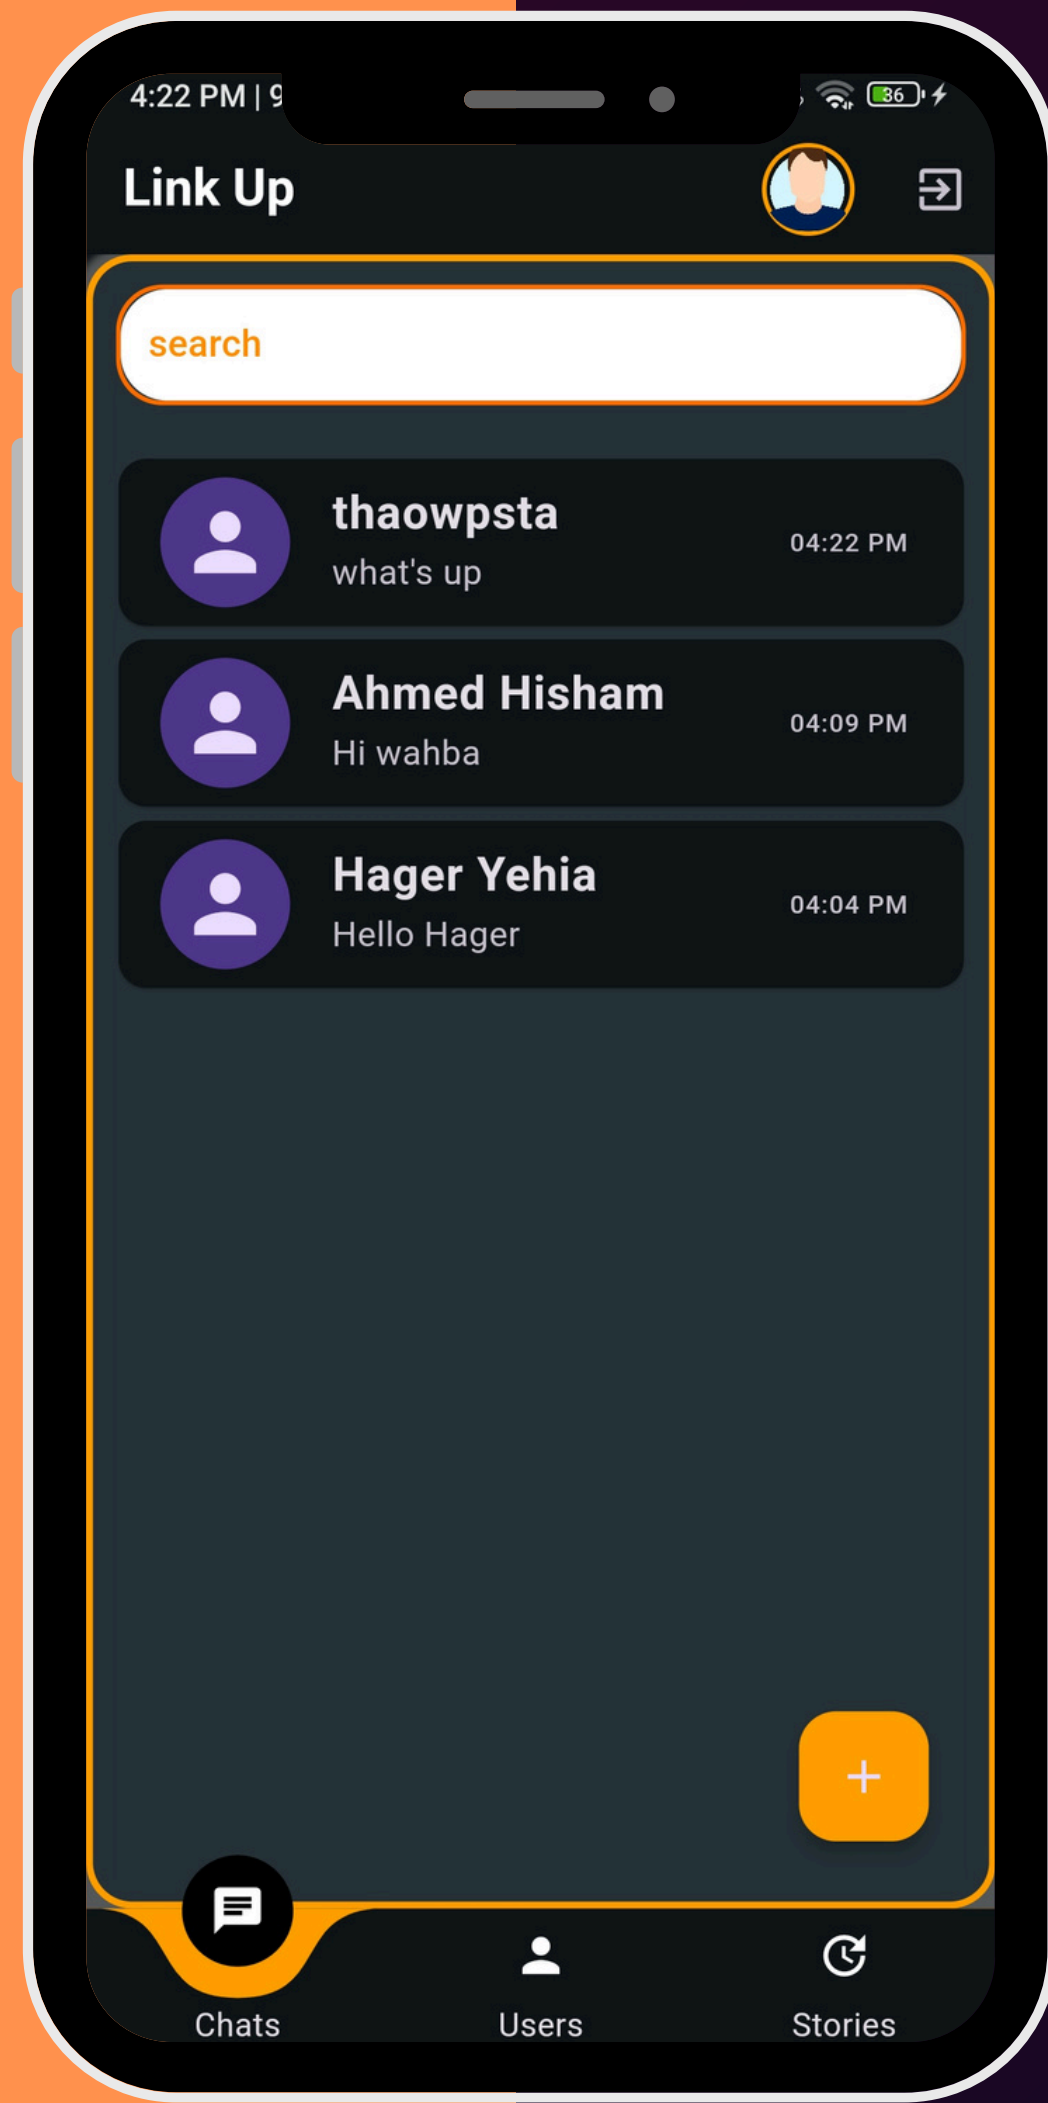 4:22 PM | 9
36
Link Up
search
thaowpsta
what's up
04:22 PM
Ahmed Hisham
Hi wahba
04:09 PM
Hager Yehia
Hello Hager
04:04 PM
Chats
Users
Stories